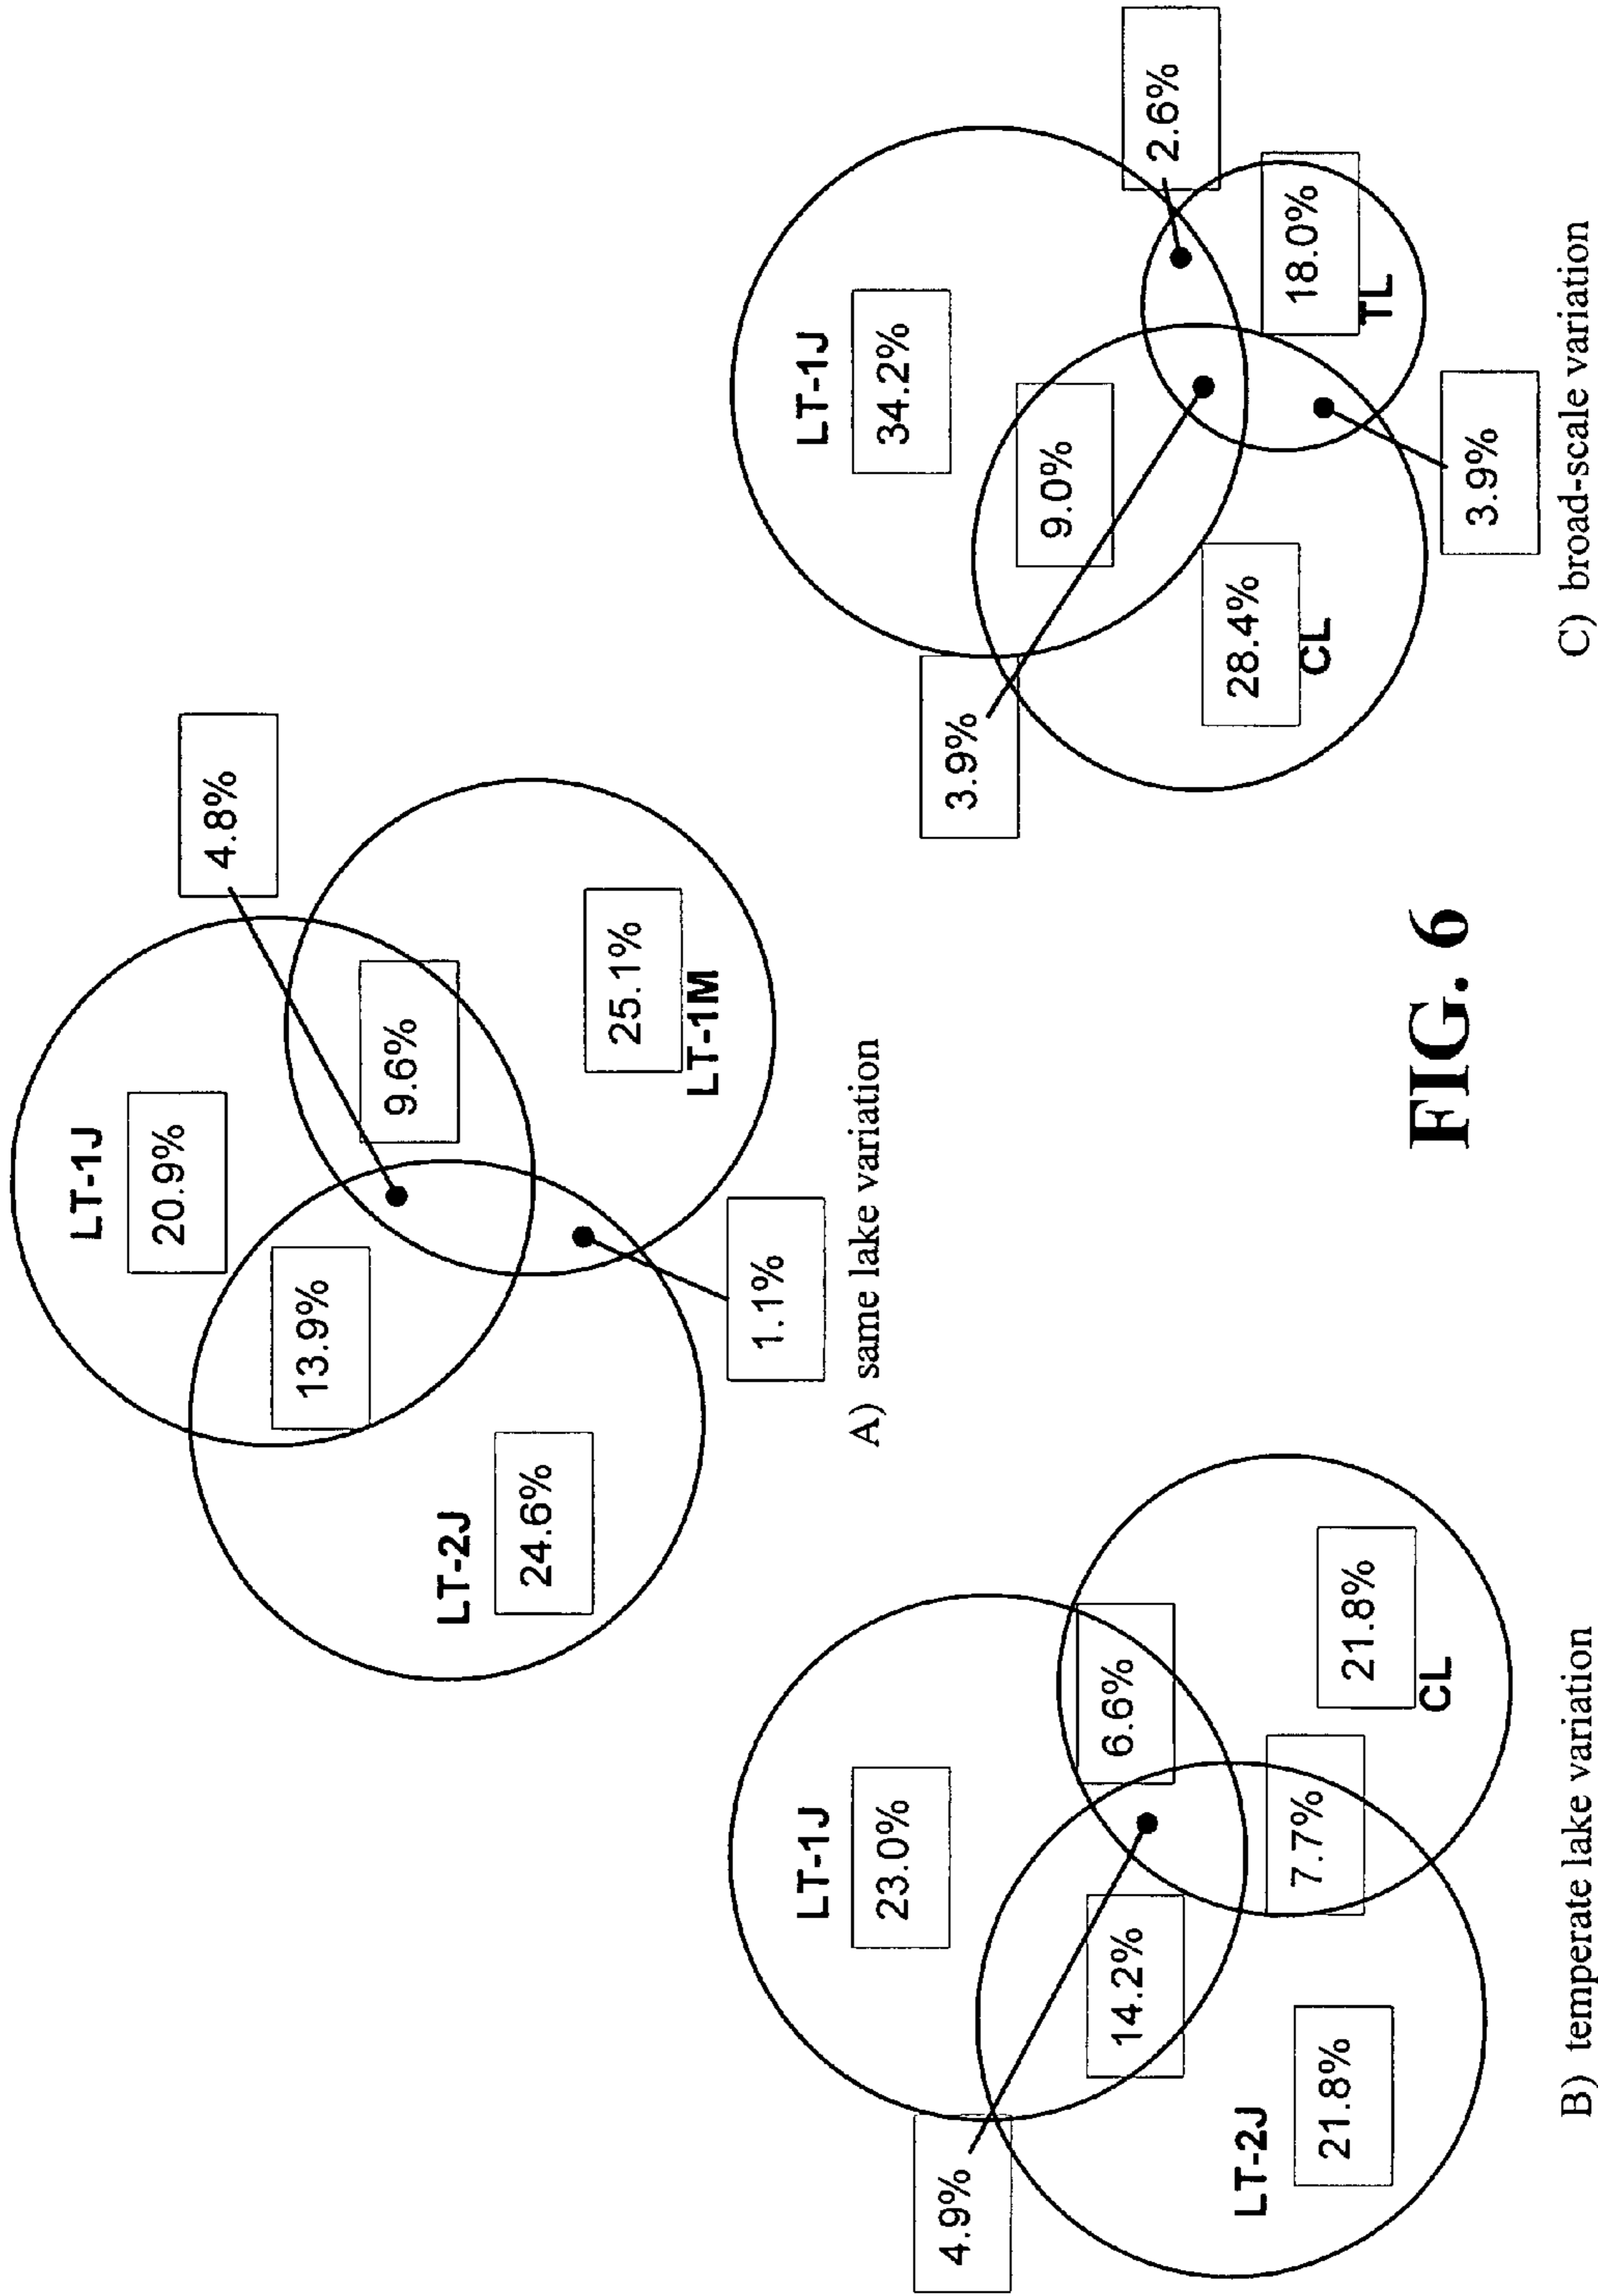 LT-1J
20.9%
4.8%
13.9%
9.6%
LT-2J
24.6%
25.1%
LT-1M
1.1%
A) same lake variation
LT-1J
23.0%
4.9%
14.2%
6.6%
LT-2J
21.8%
7.7%
21.8%
CL
B) temperate lake variation
LT-1J
34.2%
3.9%
9.0%
2.6%
28.4%
CL
18.0%
TL
3.9%
C) broad-scale variation
FIG. 6